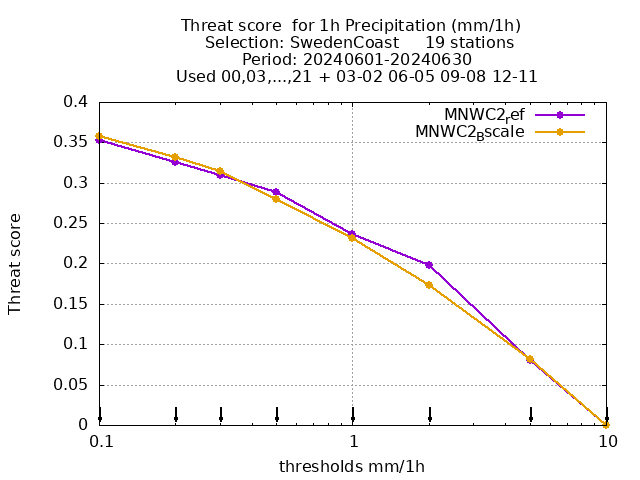 Threat score  for 1h Precipitation (mm/1h)
Selection: SwedenCoast     19 stations
Period: 20240601-20240630
Used 00,03,...,21 + 03-02 06-05 09-08 12-11
MNWC2ref
MNWC2Bscale
0.4
0.35
0.3
0.25
0.2
0.15
0.1
0.05
0
Threat score
0.1
1
10
thresholds mm/1h